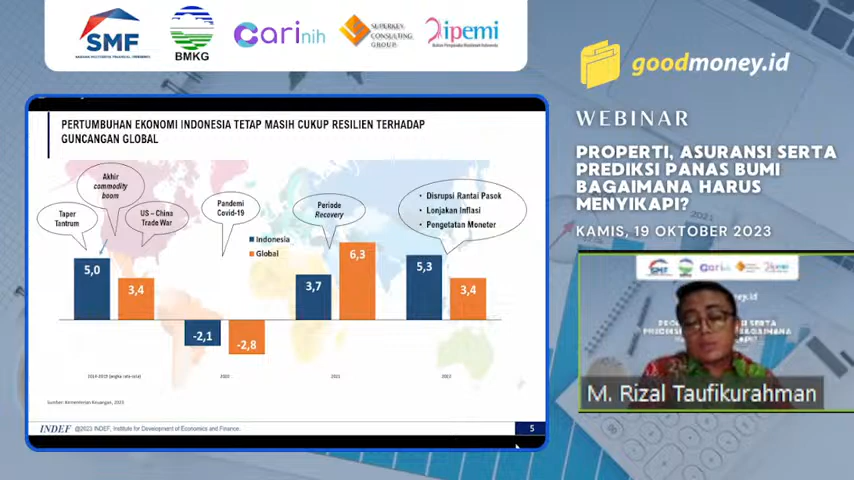 SMF
BMKG
Carinih
SUPERKEY
CONSULTING
GROUP
ipemi
goodmoney.id
WEBINAR
PROPERTI, ASURANSI SERTA
PREDIKSI PANAS BUMI
BAGAIMANA HARUS
MENYIKAPI?
KAMIS, 19 OKTOBER 2023
PERTUMBUHAN EKONOMI INDONESIA TETAP MASIH CUKUP RESILIEN TERHADAP
GUNCANGAN GLOBAL
Akhir
commodity
boom
Taper
Tantrum
US – China
Trade War
Pandemi
Covid-19
Periode
Recovery
• Disrupsi Rantai Pasok
• Lonjakan Inflasi
• Pengetatan Moneter
Indonesia
Global
5,0
3,4
-2,1
-2,8
3,7
6,3
5,3
3,4
2020
2021
Sumber: Kementerian Keuangan, 2023
INDEF @2023 INDEF, Institute for Development of Economics and Finance.
5
M. Rizal Taufikurahman